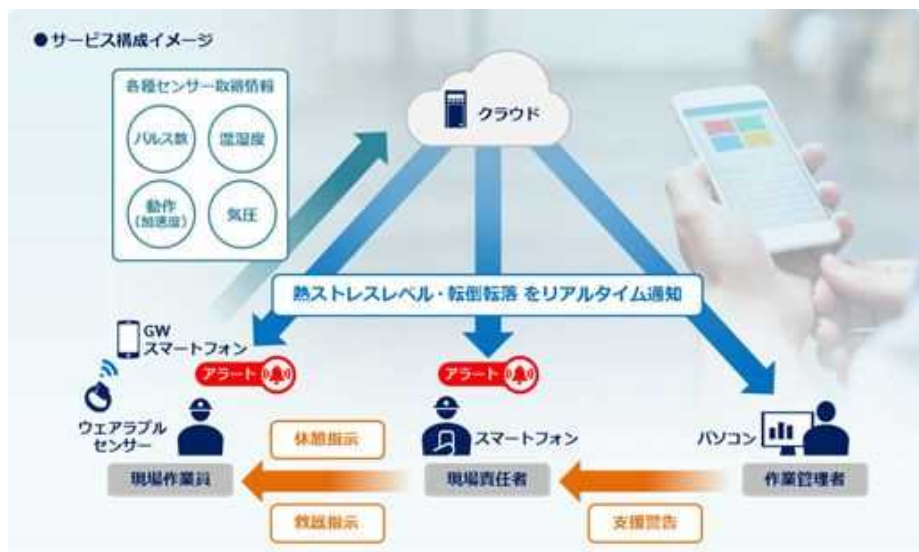 ●サービス構成イメージ
各種センサー取得情報
パルス数
温湿度
動作
(加速度)
気圧
クラウド
熱ストレスレベル・転倒転落 をリアルタイム通知
GW
スマートフォン
アラート
アラート
ウェアラブル
センサー
休憩指示
スマートフォン
パソコン
現場作業員
現場責任者
作業管理者
救護指示
支援警告